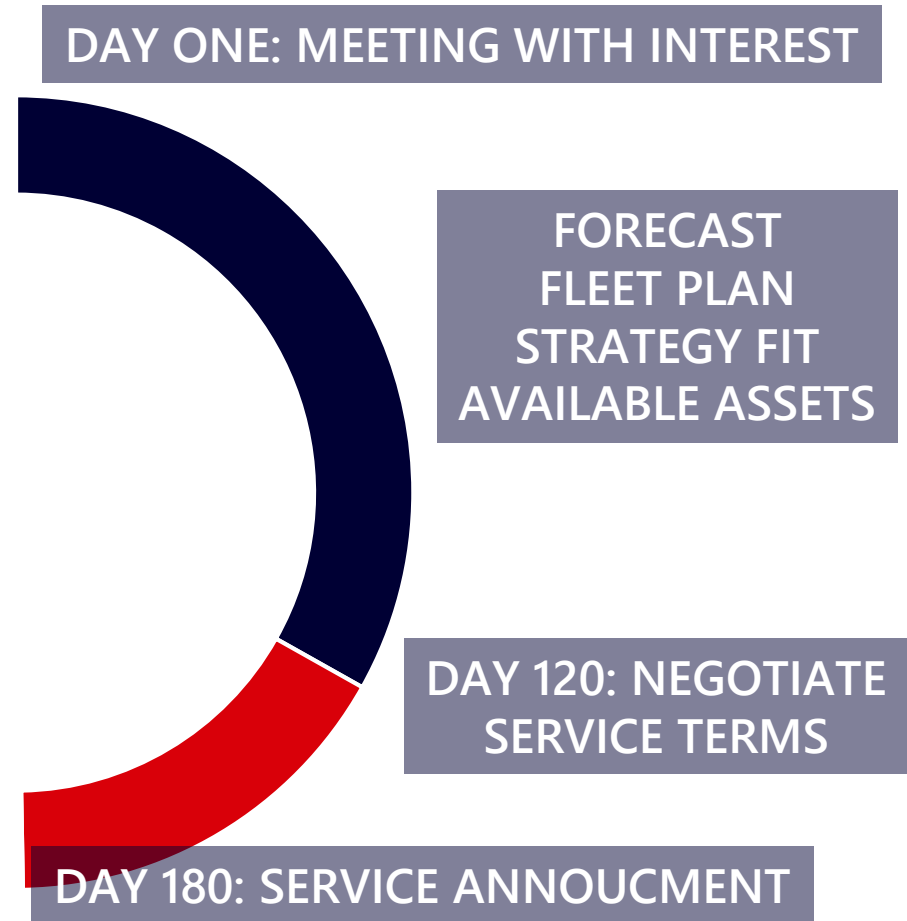 DAY ONE: MEETING WITH INTEREST
FORECAST
FLEET PLAN
STRATEGY FIT
AVAILABLE ASSETS
DAY 120: NEGOTIATE
SERVICE TERMS
DAY 180: SERVICE ANNOUCMENT